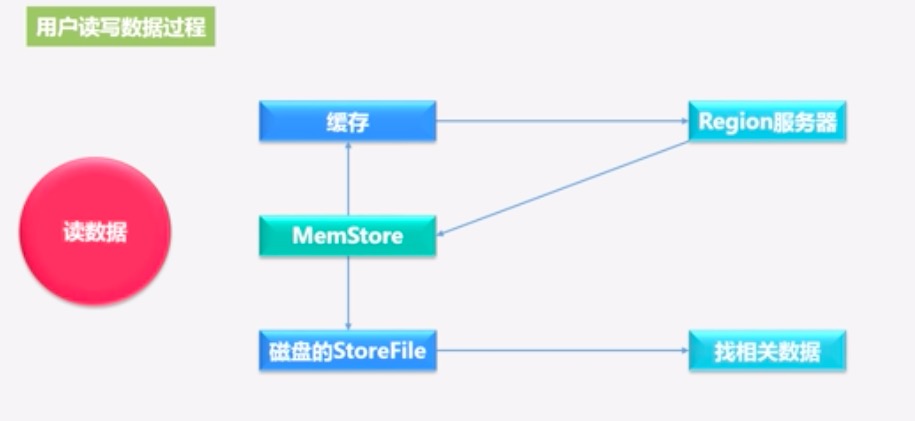 用户读写数据过程
缓存
Region服务器
读数据
MemStore
磁盘的StoreFile
找相关数据